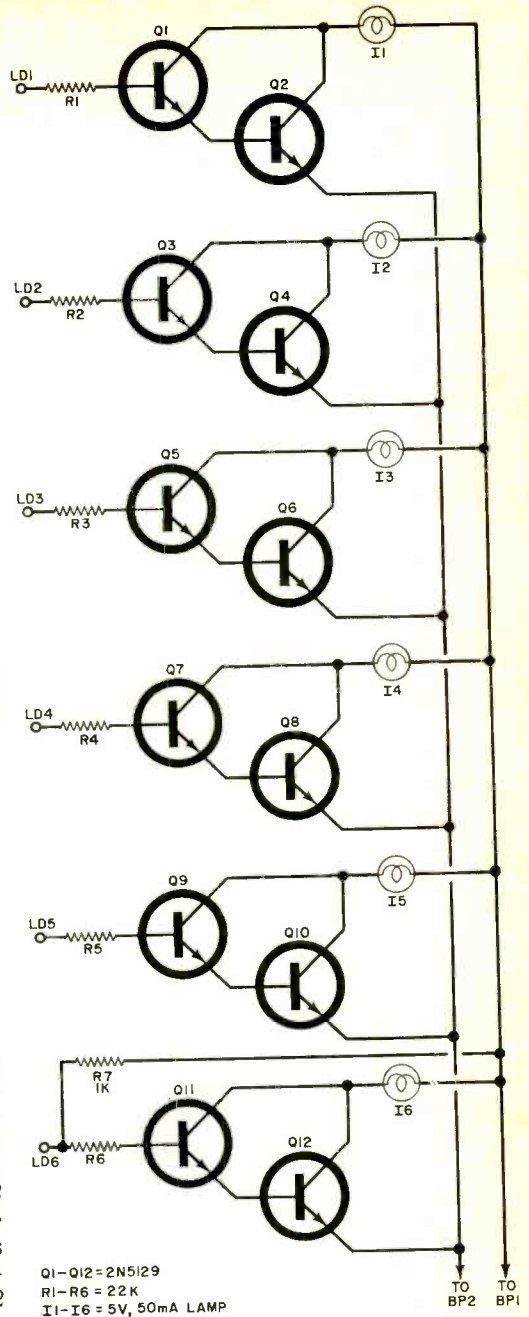 Q1
I1
LD1
R1
Q2
Q3
I2
LD2
R2
Q4
Q5
I3
LD3
R3
Q6
Q7
I4
LD4
R4
Q8
Q9
I5
LD5
R5
Q10
R7
1K
Q11
I6
LD6
R6
Q12
Q1-Q12=2N5129
R1-R6=22K
I1-I6=5V, 50mA LAMP
TO
BP2
TO
BP1